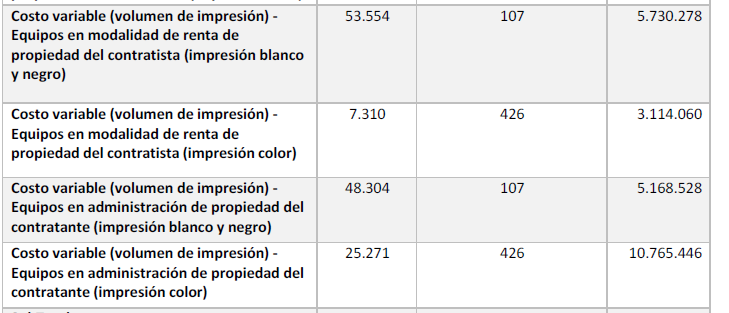 Costo variable (volumen de impresión) - 53.554 107 5.730.278
Equipos en modalidad de renta de
propiedad del contratista (impresión blanco
y negro)
Costo variable (volumen de impresión) - 7.310 426 3.114.060
Equipos en modalidad de renta de
propiedad del contratista (impresión color)
Costo variable (volumen de impresión) - 48.304 107 5.168.528
Equipos en administración de propiedad del
contratante (impresión blanco y negro)
Costo variable (volumen de impresión) - 25.271 426 10.765.446
Equipos en administración de propiedad del
contratante (impresión color)